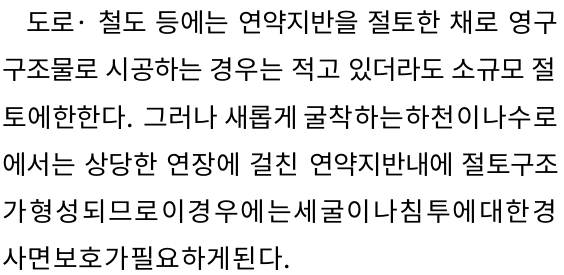 도로· 철도 등에는 연약지반을 절토한 채로 영구
구조물로 시공하는 경우는 적고 있더라도 소규모 절
토에한한다. 그러나 새롭게 굴착하는하천이나수로
에서는 상당한 연장에 걸친 연약지반내에 절토구조
가형성되므로이경우에는세굴이나침투에대한경
사면보호가필요하게된다.